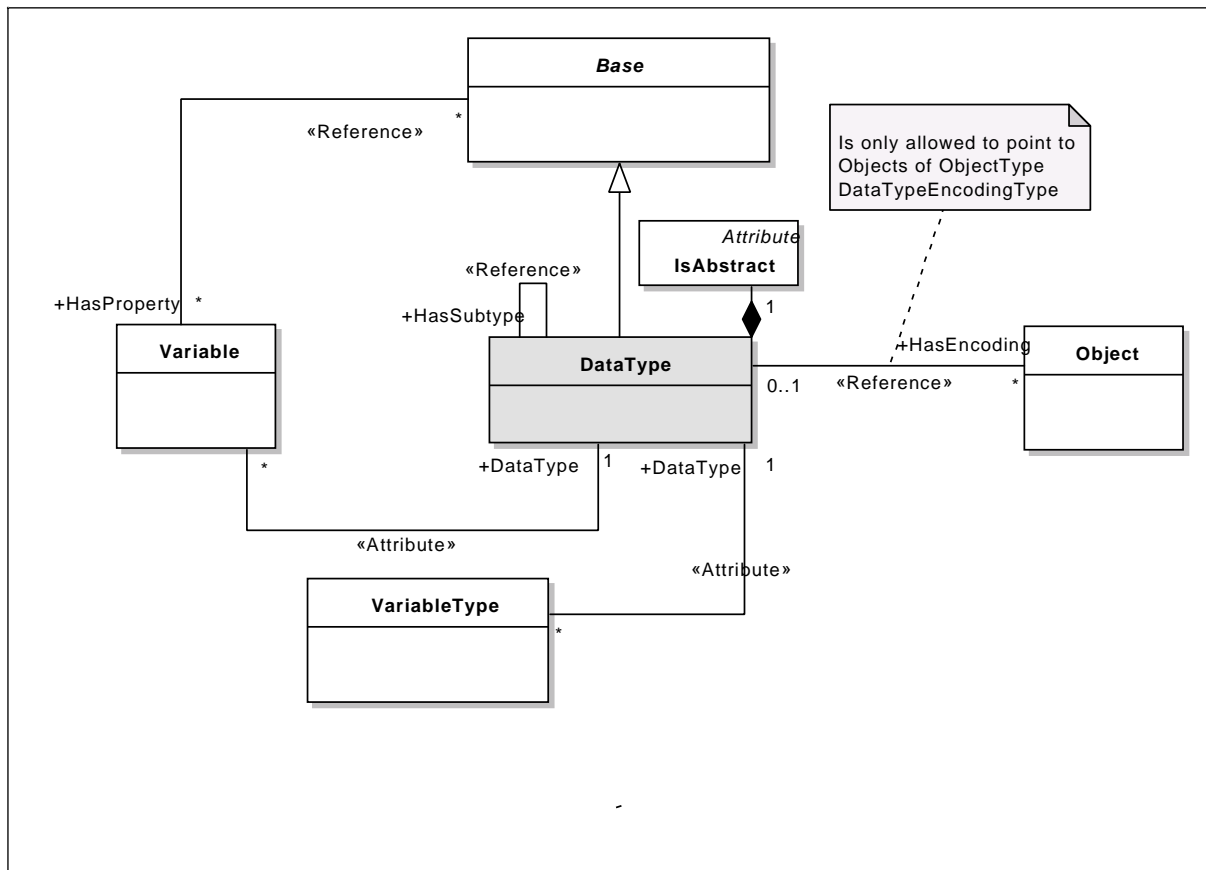 Base
*
«Reference»
Is only allowed to point to
Objects of ObjectType
DataTypeEncodingType
Attribute
IsAbstract
«Reference»
1
+HasProperty *
+HasSubtype
Variable
DataType
+HasEncoding
Object
0..1
«Reference»
*
*
+DataType
1
+DataType
1
«Attribute»
«Attribute»
VariableType
*